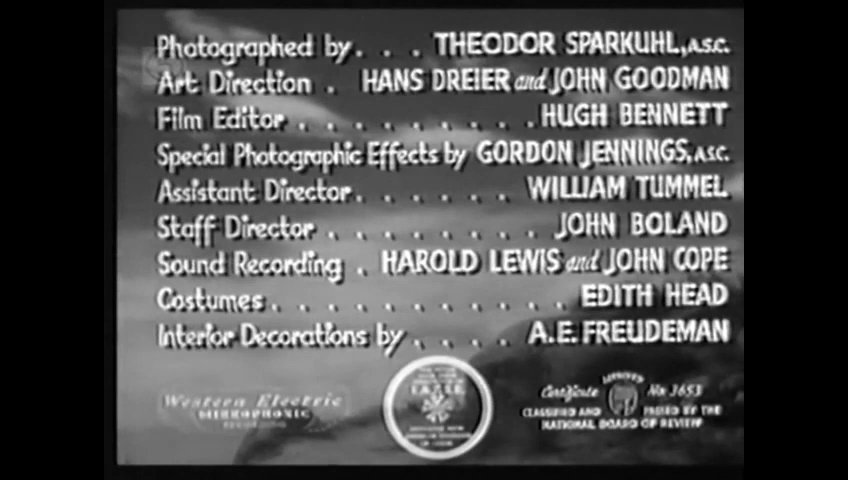 Photographed by. . . THEODOR SPARKUHL, A.S.C.
Art Direction . HANS DREIER and JOHN GOODMAN
Film Editor . . . . . . . . . . HUGH BENNETT
Special Photographic Effects by GORDON JENNINGS, A.S.C.
Assistant Director. . . . . . . WILLIAM TUMMEL
Staff Director . . . . . . . . . JOHN BOLAND
Sound Recording . HAROLD LEWIS and JOHN COPE
Costumes . . . . . . . . . . . . EDITH HEAD
Interior Decorations by . . . . . A. E. FREUDEMAN
Western Electric
MIRROPHONIC
RECORDING
I.A.T.S.E.
APPROVED
Certificate No. 3653
CLASSIFIED AND PASSED BY THE
NATIONAL BOARD OF REVIEW